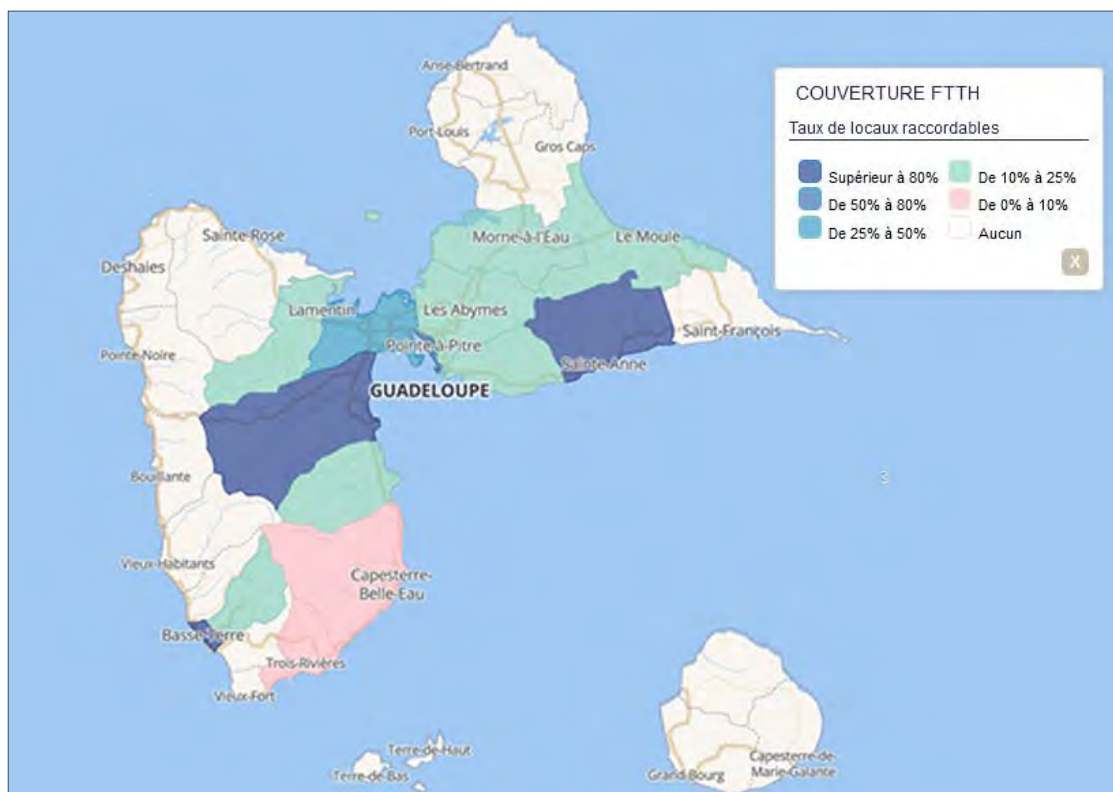 Anse-Bertrand
COUVERTURE FTTH
Taux de locaux raccordables
Supérieur à 80%
De 10% à 25%
De 50% à 80%
De 0% à 10%
De 25% à 50%
Aucun
X
Port-Louis
Gros Caps
Sainte-Rose
Morne-à-l'Eau
Le Moule
Deshaies
Lamentin
Les Abymes
Saint-François
Pointe-Noire
Pointe-à-Pitre
Sainte-Anne
GUADELOUPE
Bouillante
Vieux-Habitants
Capesterre-
Belle-Eau
Basse-Terre
Trois-Rivières
Vieux-Fort
Terre-de-Haut
Terre-de-Bas
Grand Bourg
Capesterre-de-
Marie-Galante